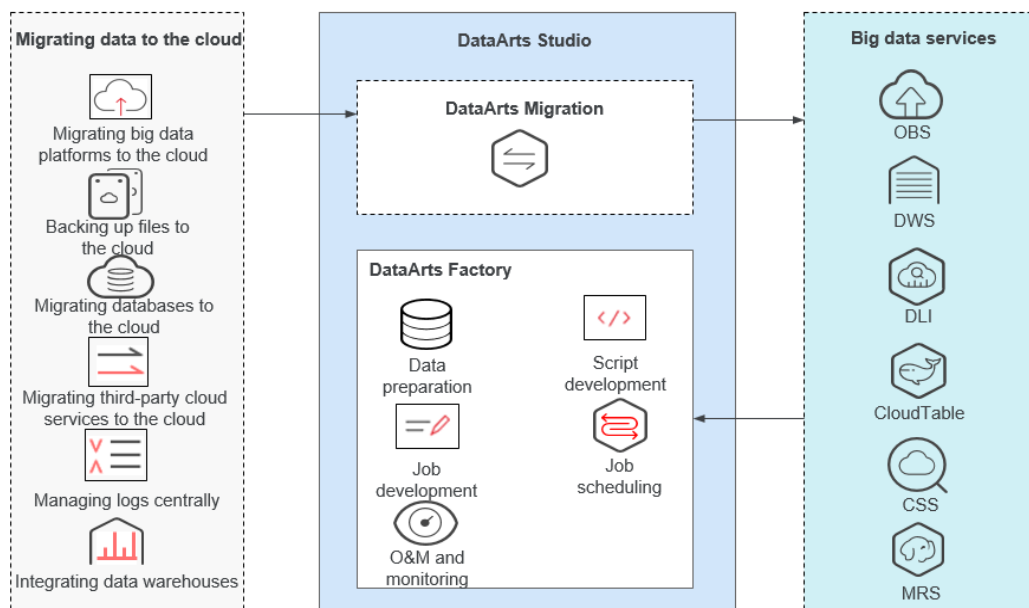 Migrating data to the cloud
Migrating big data
platforms to the cloud
Backing up files to
the cloud
Migrating databases to
the cloud
Migrating third-party cloud
services to the cloud
Managing logs centrally
Integrating data warehouses
DataArts Studio
DataArts Migration
DataArts Factory
Data
preparation
Script
development
Job
development
Job
scheduling
O&M and
monitoring
Big data services
OBS
DWS
DLI
CloudTable
CSS
MRS